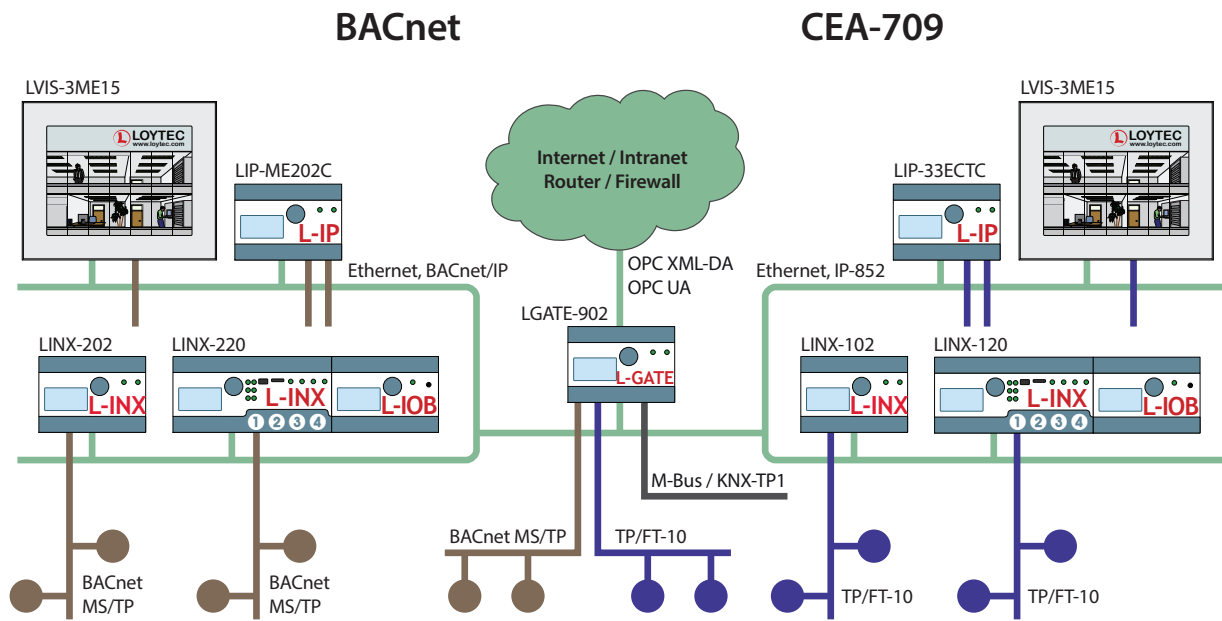 BACnet
CEA-709
LVIS-3ME15
LOYTEC
www.loytec.com
LIP-ME202C
L-IP
Ethernet, BACnet/IP
Internet / Intranet
Router / Firewall
OPC XML-DA
OPC UA
LIP-33ECTC
L-IP
Ethernet, IP-852
LVIS-3ME15
LOYTEC
www.loytec.com
LINX-202
L-INX
LINX-220
L-INX
1 2 3 4
L-IOB
LGATE-902
L-GATE
LINX-102
L-INX
LINX-120
L-INX
1 2 3 4
L-IOB
M-Bus / KNX-TP1
BACnet
MS/TP
BACnet
MS/TP
BACnet MS/TP
TP/FT-10
TP/FT-10
TP/FT-10